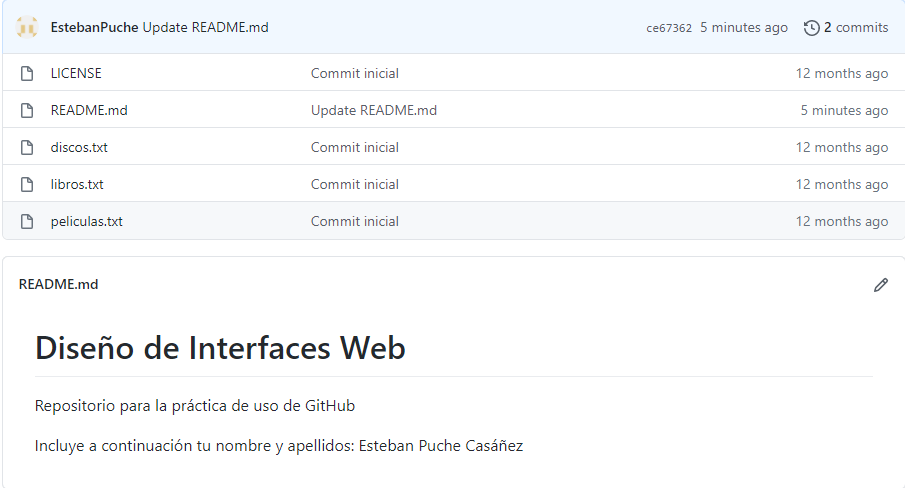 EstebanPuche Update README.md ce67362 5 minutes ago 2 commits
LICENSE Commit inicial 12 months ago
README.md Update README.md 5 minutes ago
discos.txt Commit inicial 12 months ago
libros.txt Commit inicial 12 months ago
peliculas.txt Commit inicial 12 months ago
README.md
Diseño de Interfaces Web
Repositorio para la práctica de uso de GitHub
Incluye a continuación tu nombre y apellidos: Esteban Puche Casáñez